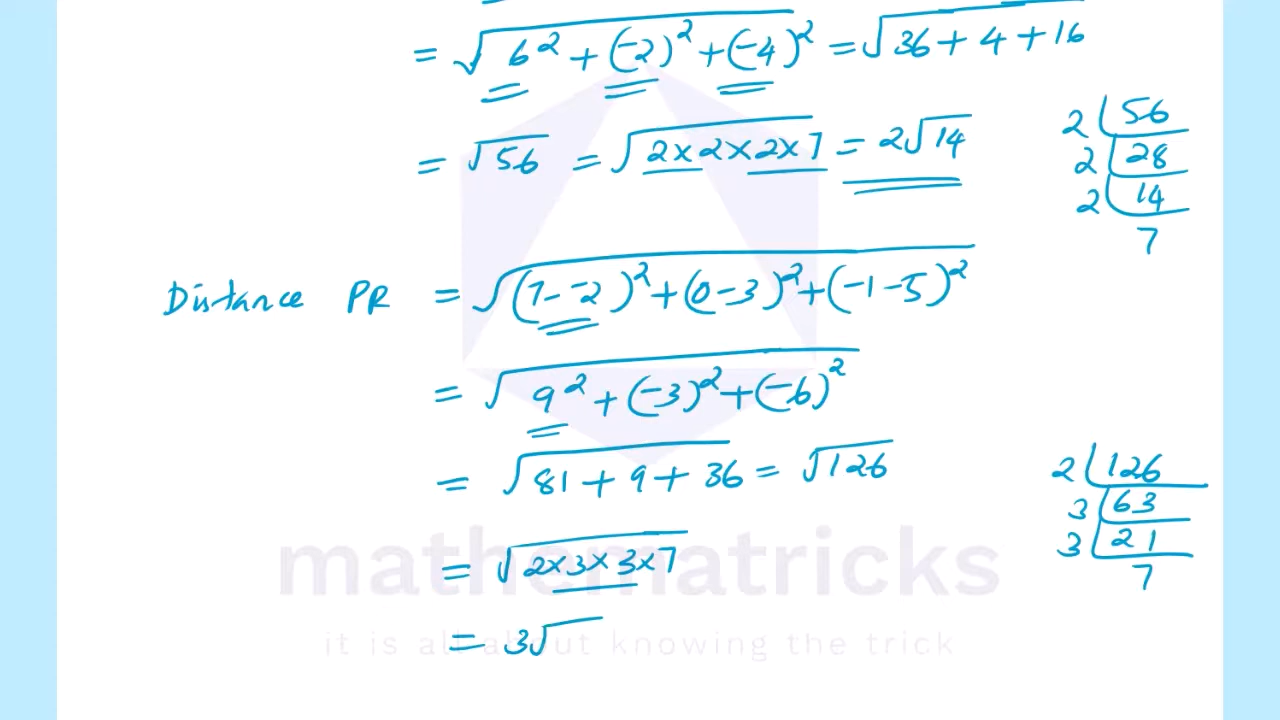 = √6² + (-2)² + (-4)² = √36 + 4 + 16
= √56 = √2×2×2×7 = 2√14
2 56
2 28
2 14
7
Distance PR = √(7--2)² + (0-3)² + (-1-5)²
= √9² + (-3)² + (-6)²
= √81 + 9 + 36 = √126
= √2×3×3×7
= 3√
2 126
3 63
3 21
7
mathematricks
it is all about knowing the trick